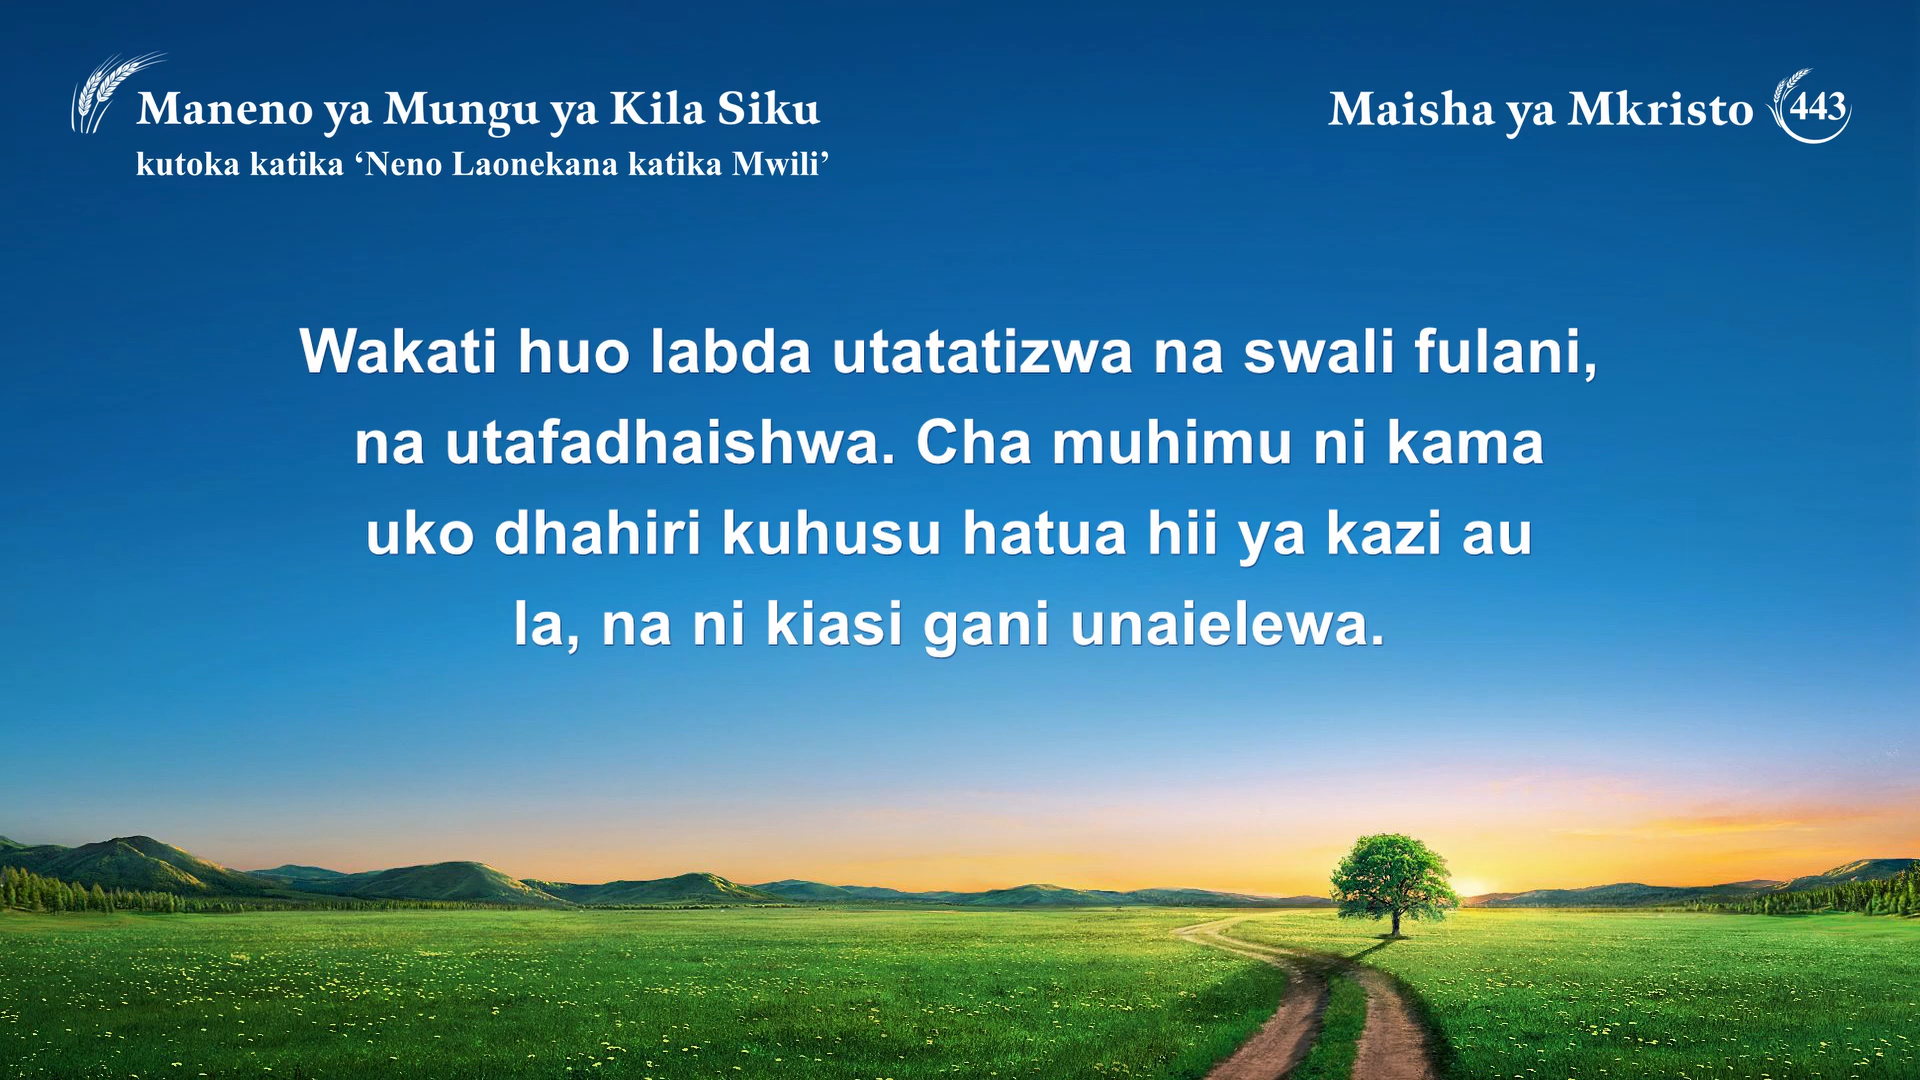 Maneno ya Mungu ya Kila Siku
kutoka katika ‘Neno Laonekana katika Mwili’
Maisha ya Mkristo 443
Wakati huo labda utatatizwa na swali fulani,
na utafadhaishwa. Cha muhimu ni kama
uko dhahiri kuhusu hatua hii ya kazi au
la, na ni kiasi gani unaielewa.